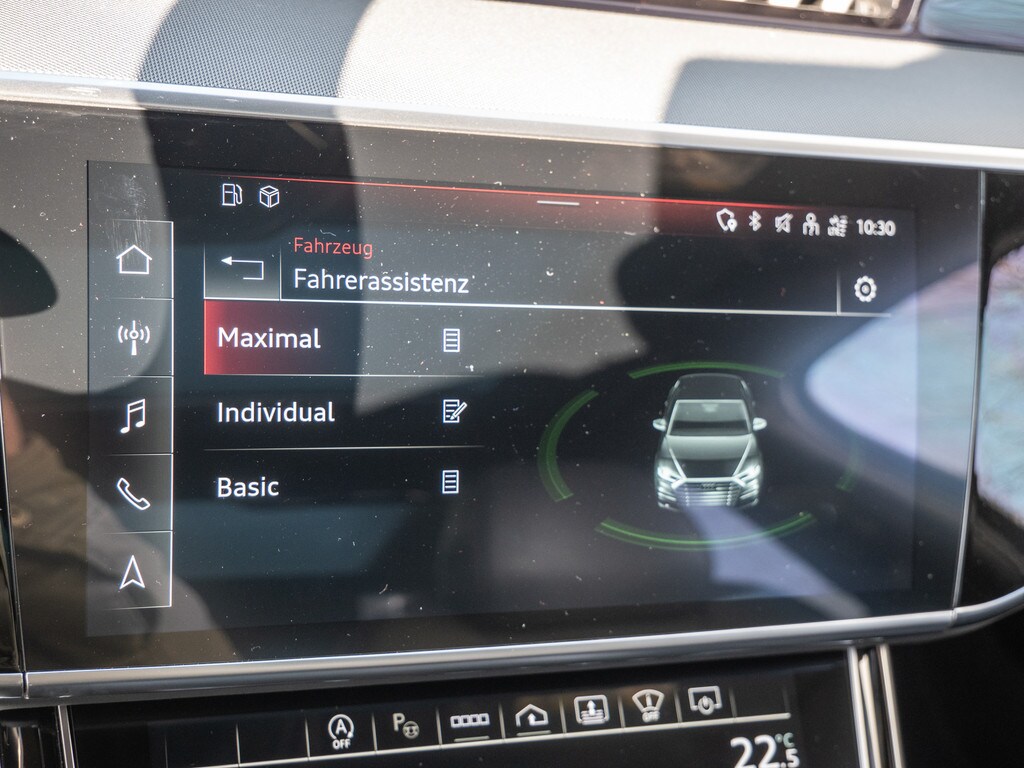 10:30
Fahrzeug
Fahrerassistenz
Maximal
Individual
Basic
A
OFF
P
OFF
22.5 °C